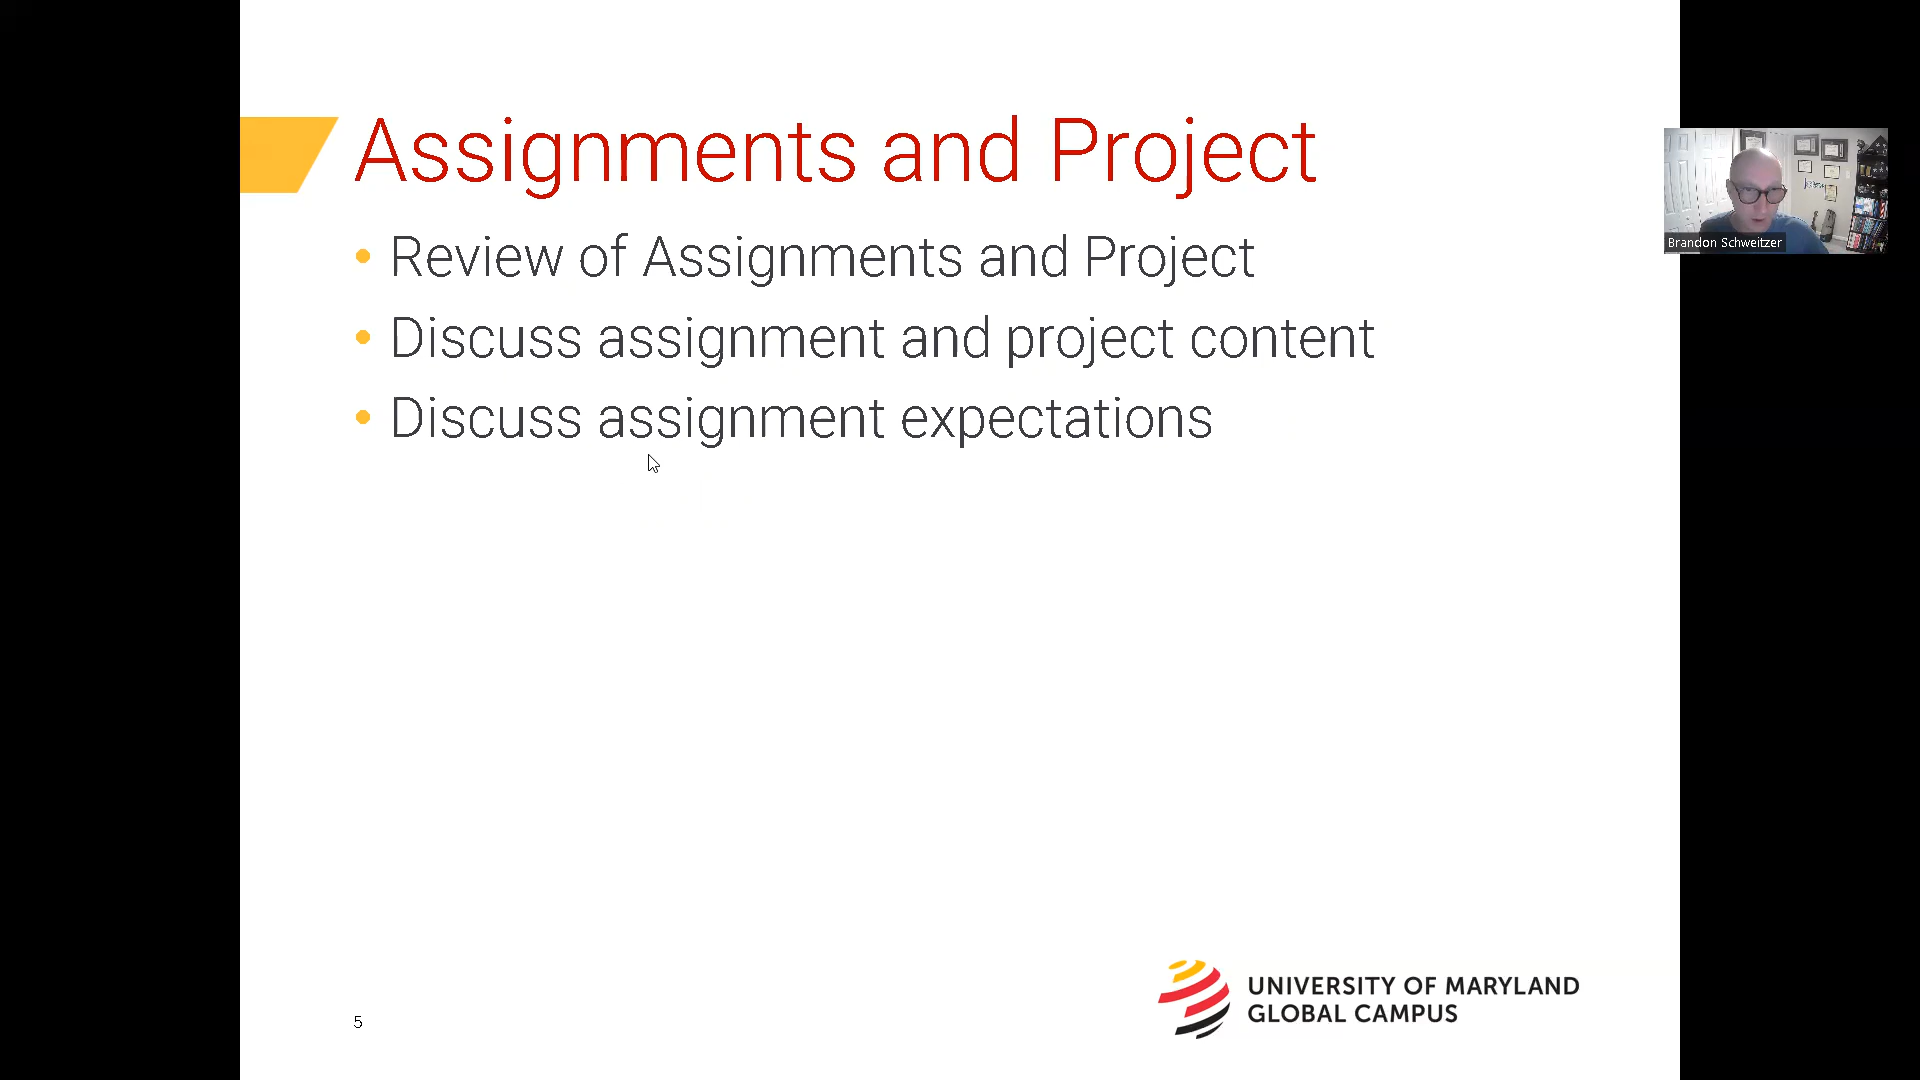 Assignments and Project
• Review of Assignments and Project
• Discuss assignment and project content
• Discuss assignment expectations
Brandon Schweitzer
5
UNIVERSITY OF MARYLAND
GLOBAL CAMPUS